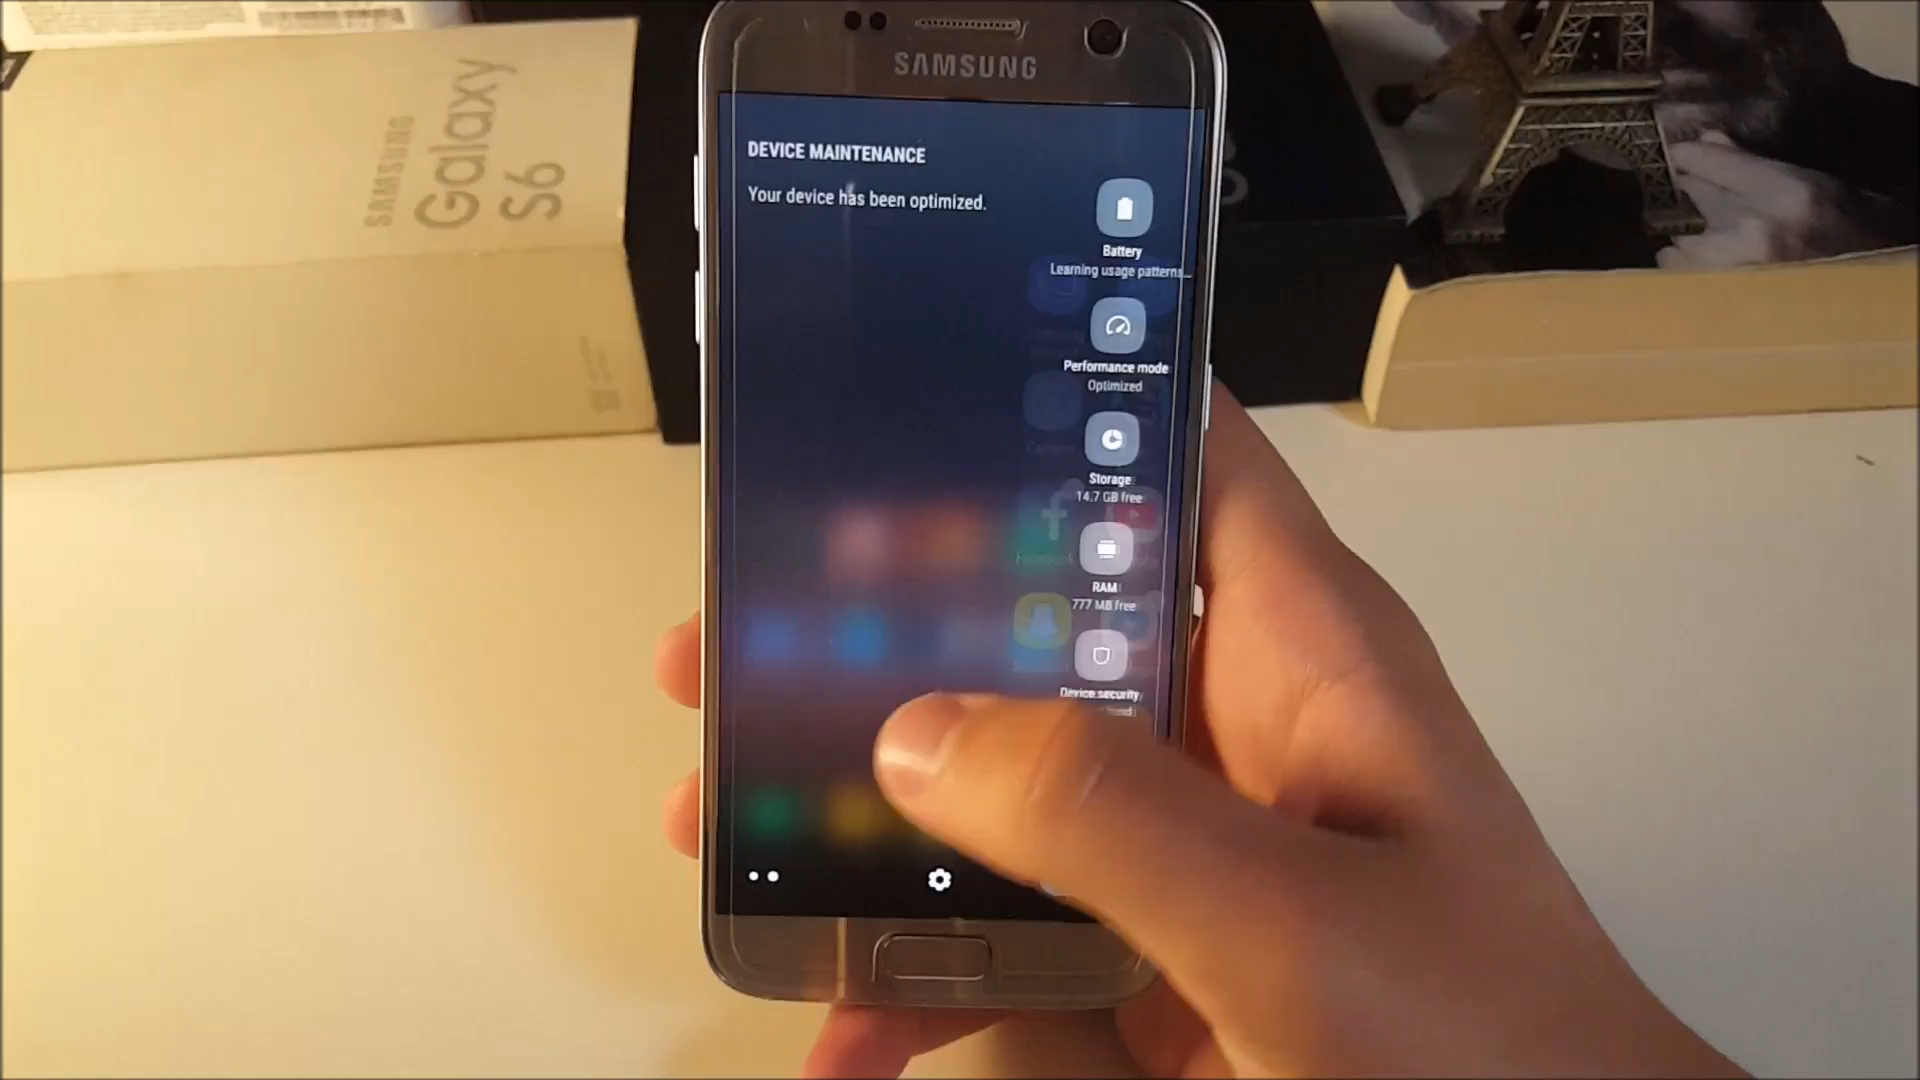 SAMSUNG
Galaxy
S6
SAMSUNG
DEVICE MAINTENANCE
Your device has been optimized.
Battery
Learning usage patterns...
Performance mode
Optimized
Storage
14.7 GB free
RAM
777 MB free
Device security